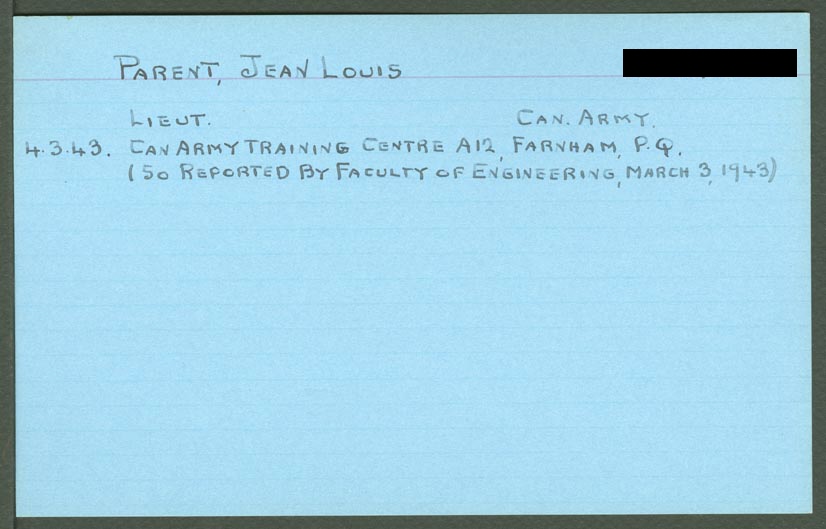 PARENT, JEAN LOUIS
LIEUT. CAN. ARMY.
4.3.43. CAN ARMY TRAINING CENTRE A12, FARNHAM, P.Q.
(SO REPORTED BY FACULTY OF ENGINEERING, MARCH 3, 1943)